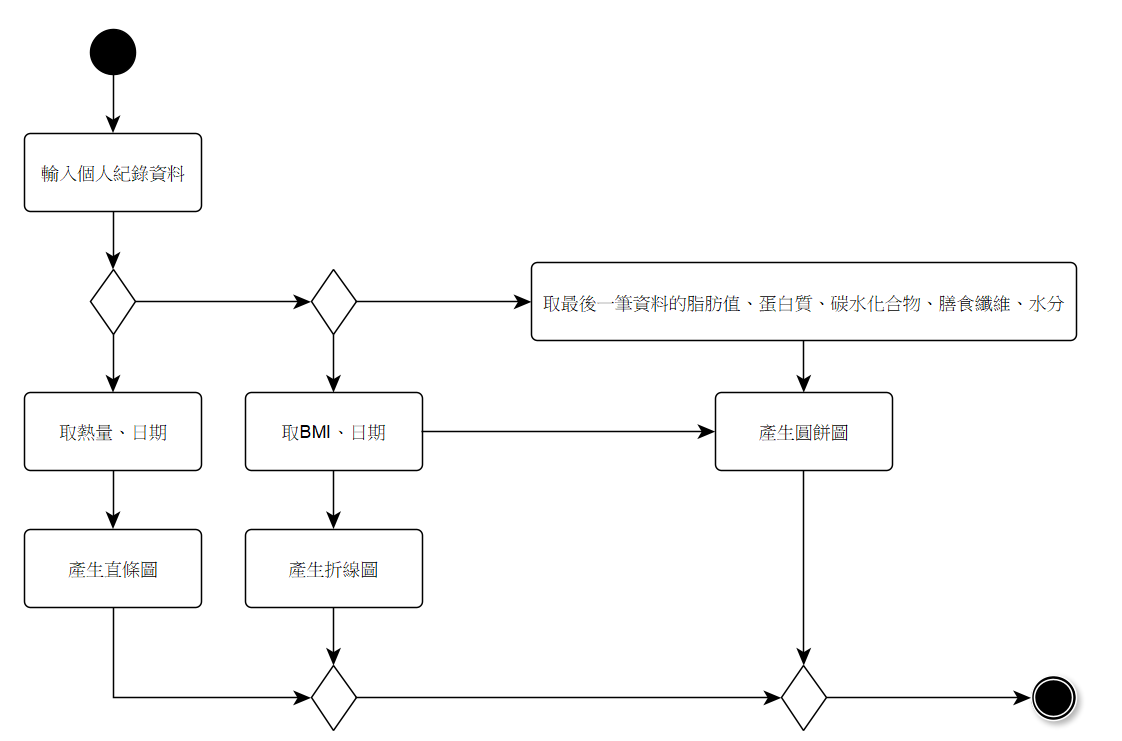 輸入個人紀錄資料
取最後一筆資料的脂肪值、蛋白質、碳水化合物、膳食纖維、水分
取熱量、日期
取BMI、日期
產生圓餅圖
產生直條圖
產生折線圖